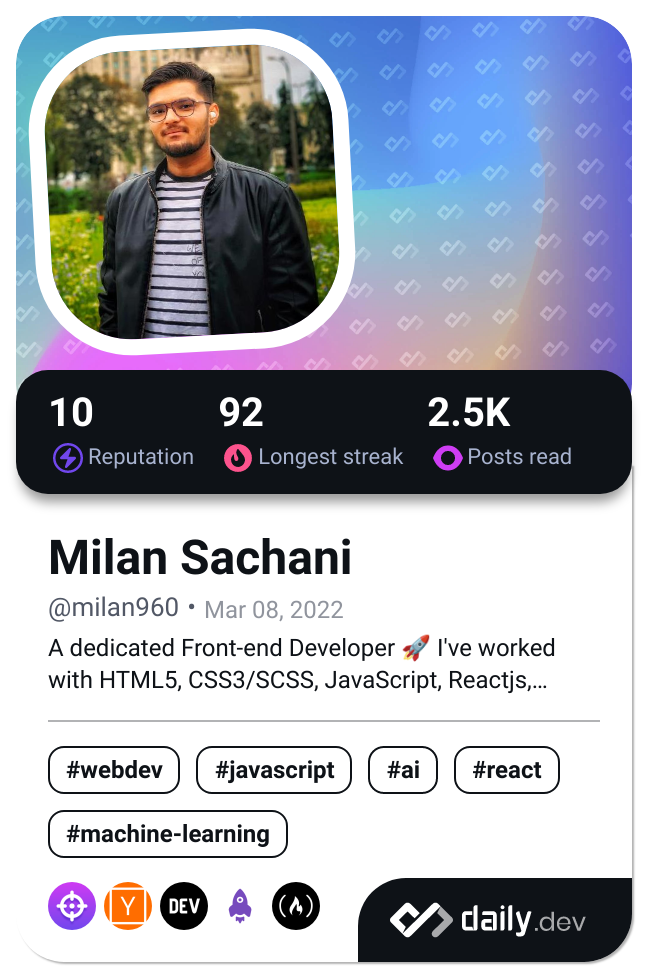 10 92 2.5K
Reputation Longest streak Posts read
Milan Sachani
@milan960 • Mar 08, 2022
A dedicated Front-end Developer 🚀 I've worked
with HTML5, CSS3/SCSS, JavaScript, Reactjs,...
#webdev #javascript #ai #react
#machine-learning
Y DEV daily.dev